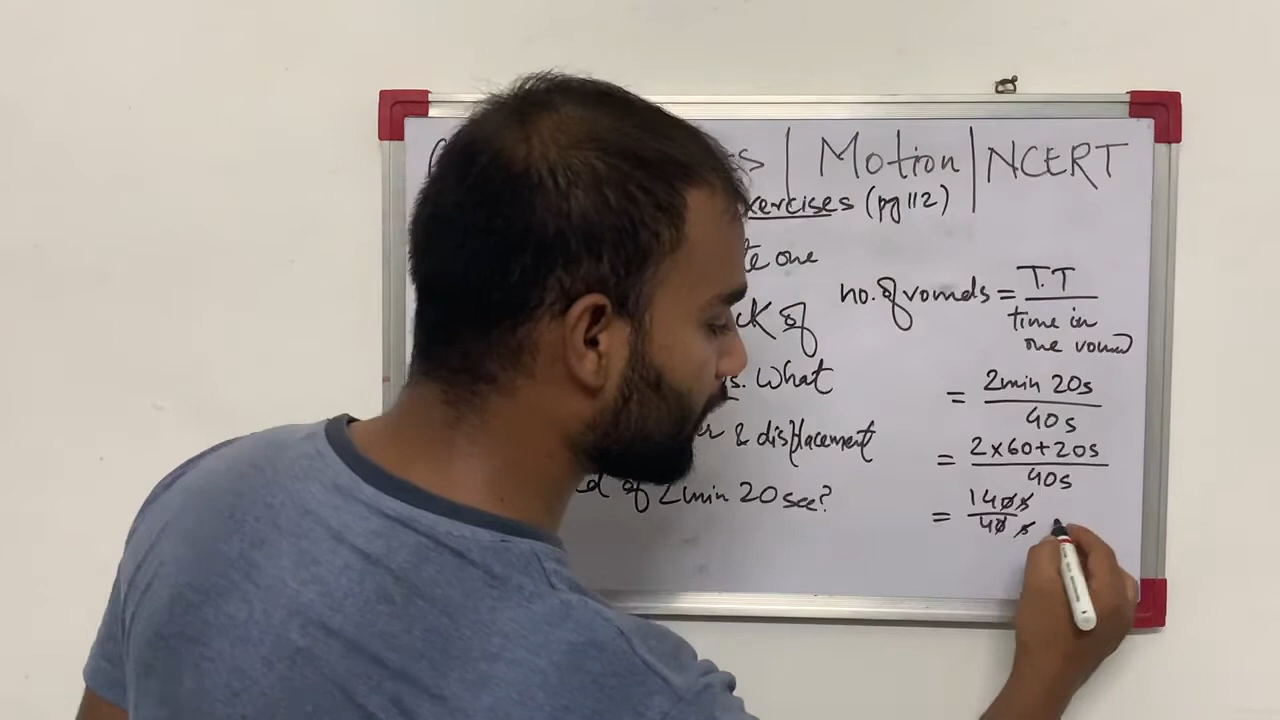 s | Motion | NCERT
xercises (pg 112)
te one
ck of
s. What
r & displacement
d of 2min 20 sec?
no. of rounds = T.T
time in
one round
= 2min 20s
40s
= 2×60+20s
40s
= 140s
40s